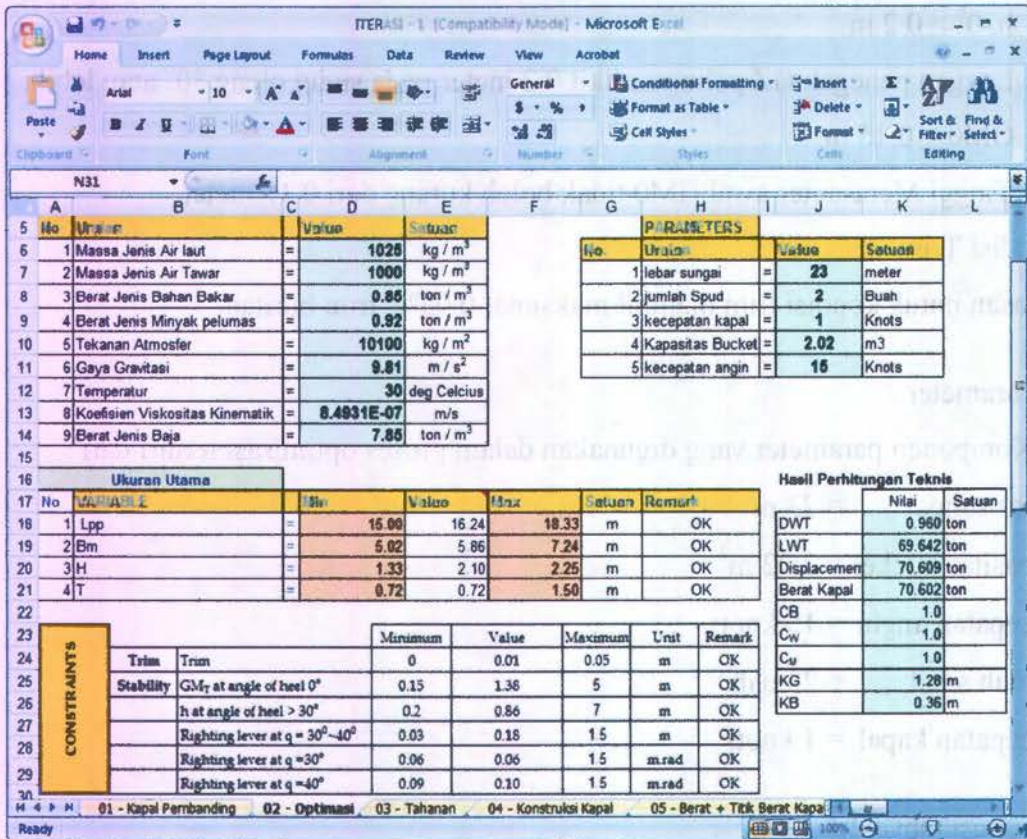 ITERASI - 1 [Compatibility Mode] - Microsoft Excel
Home Insert Page Layout Formulas Data Review View Acrobat
Paste
Arial 10
General
Conditional Formatting
Format as Table
Cell Styles
Insert
Delete
Format
Sort & Filter
Find & Select
Clipboard Font Alignment Number Styles Cells Editing
N31 fx
A B C D E F G H I J K L
5 No Uraian Value Satuan PARAMETERS
6 1 Massa Jenis Air laut = 1025 kg / m³ No. Uraian Value Satuan
7 2 Massa Jenis Air Tawar = 1000 kg / m³ 1 lebar sungai = 23 meter
8 3 Berat Jenis Bahan Bakar = 0.85 ton / m³ 2 Jumlah Spud = 2 Buah
9 4 Berat Jenis Minyak pelumas = 0.92 ton / m³ 3 kecepatan kapal = 1 Knots
10 5 Tekanan Atmosfer = 10100 kg / m² 4 Kapasitas Bucket = 2.02 m3
11 6 Gaya Gravitasi = 9.81 m / s² 5 kecepatan angin = 15 Knots
12 7 Temperatur = 30 deg Celcius
13 8 Koefisien Viskositas Kinematik = 8.4931E-07 m/s
14 9 Berat Jenis Baja = 7.85 ton / m³
15
16 Ukuran Utama Hasil Perhitungan Teknis
17 No VARIABLE Min Value Max Satuan Remark Nilai Satuan
18 1 Lpp = 15.00 16.24 18.33 m OK DWT 0.960 ton
19 2 Bm = 5.02 5.86 7.24 m OK LWT 69.642 ton
20 3 H = 1.33 2.10 2.25 m OK Displacement 70.609 ton
21 4 T = 0.72 0.72 1.50 m OK Berat Kapal 70.602 ton
22 CB 1.0
23 CONSTRAINTS Minimum Value Maximum Unit Remark Cw 1.0
24 Trim Trim 0 0.01 0.05 m OK CM 1.0
25 Stability GMT at angle of heel 0° 0.15 1.36 5 m OK KG 1.28 m
26 h at angle of heel > 30° 0.2 0.86 7 m OK KB 0.36 m
27 Righting lever at q = 30°~40° 0.03 0.18 1.5 m OK
28 Righting lever at q =30° 0.06 0.06 1.5 m.rad OK
29 Righting lever at q =40° 0.09 0.10 1.5 m.rad OK
30
01 - Kapal Pembanding 02 - Optimasi 03 - Tahanan 04 - Konstruksi Kapal 05 - Berat + Titik Berat Kapal
Ready 100%